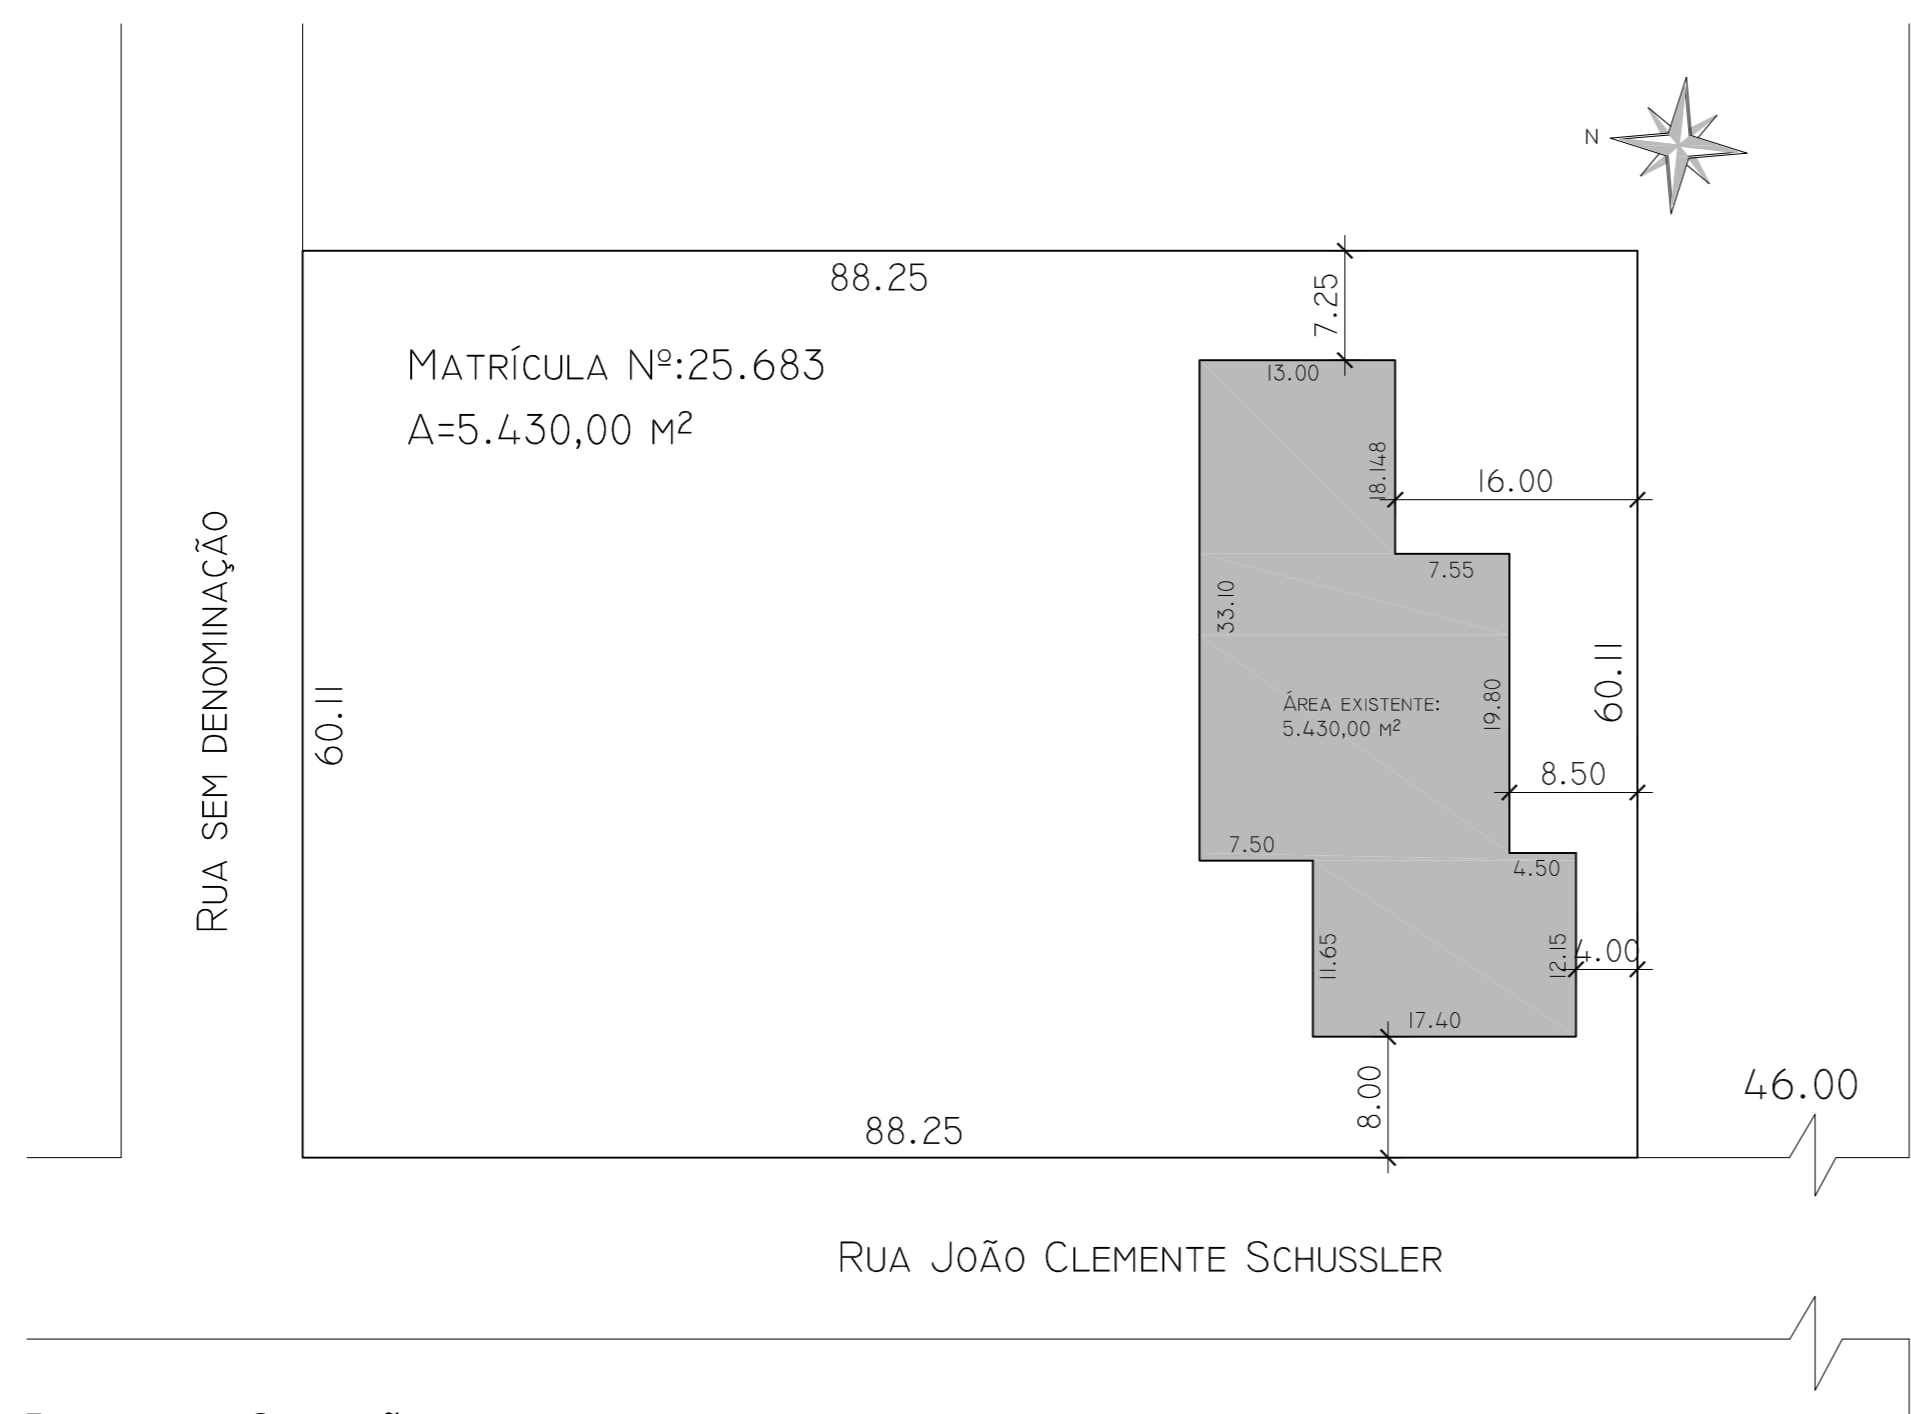 N
88.25
7.25
MATRÍCULA Nº:25.683
A=5.430,00 M²
13.00
18.148
16.00
RUA SEM DENOMINAÇÃO
7.55
33.10
60.11
60.11
ÁREA EXISTENTE:
5.430,00 M²
19.80
8.50
7.50
4.50
11.65
12.15
4.00
17.40
8.00
46.00
88.25
RUA JOÃO CLEMENTE SCHUSSLER